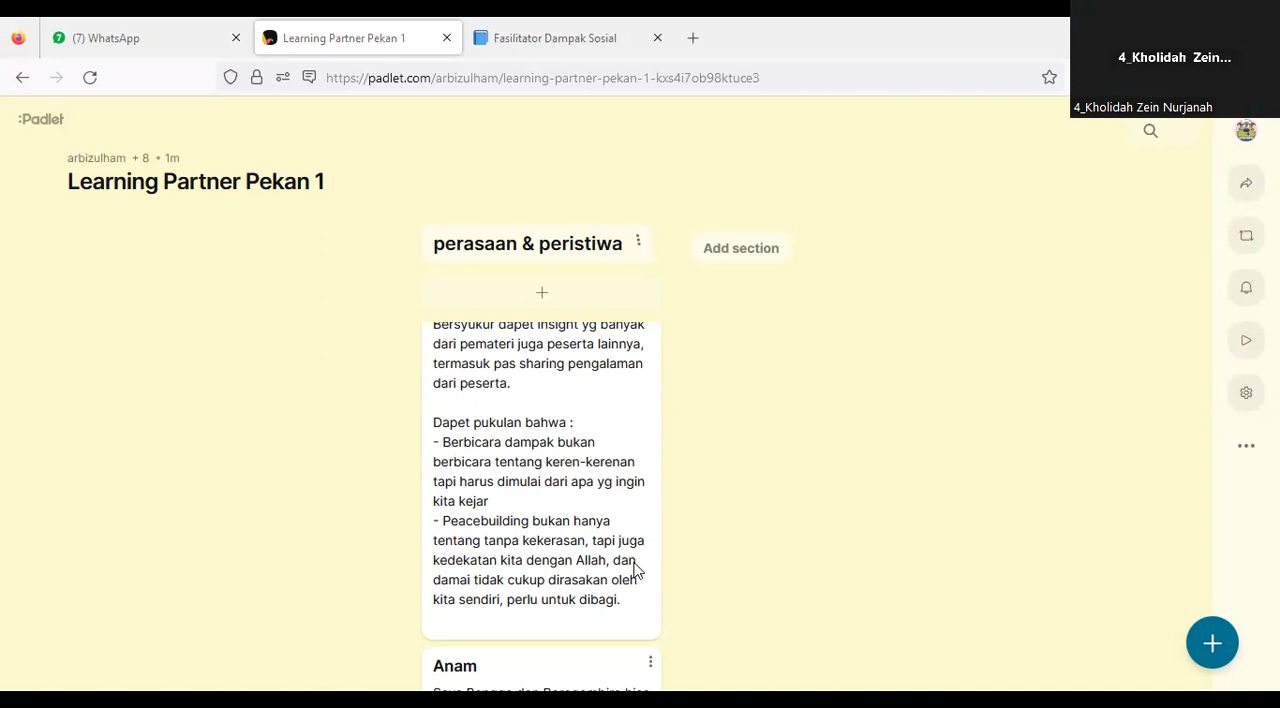 (7) WhatsApp
Learning Partner Pekan 1
Fasilitator Dampak Sosial
https://padlet.com/arbizulham/learning-partner-pekan-1-kxs4i7ob98ktuce3
4_Kholidah Zein...
4_Kholidah Zein Nurjanah
:Padlet
arbizulham + 8 • 1m
Learning Partner Pekan 1
perasaan & peristiwa
Add section
Bersyukur dapet insight yg banyak
dari pemateri juga peserta lainnya,
termasuk pas sharing pengalaman
dari peserta.
Dapet pukulan bahwa :
- Berbicara dampak bukan
berbicara tentang keren-kerenan
tapi harus dimulai dari apa yg ingin
kita kejar
- Peacebuilding bukan hanya
tentang tanpa kekerasan, tapi juga
kedekatan kita dengan Allah, dan
damai tidak cukup dirasakan oleh
kita sendiri, perlu untuk dibagi.
Anam